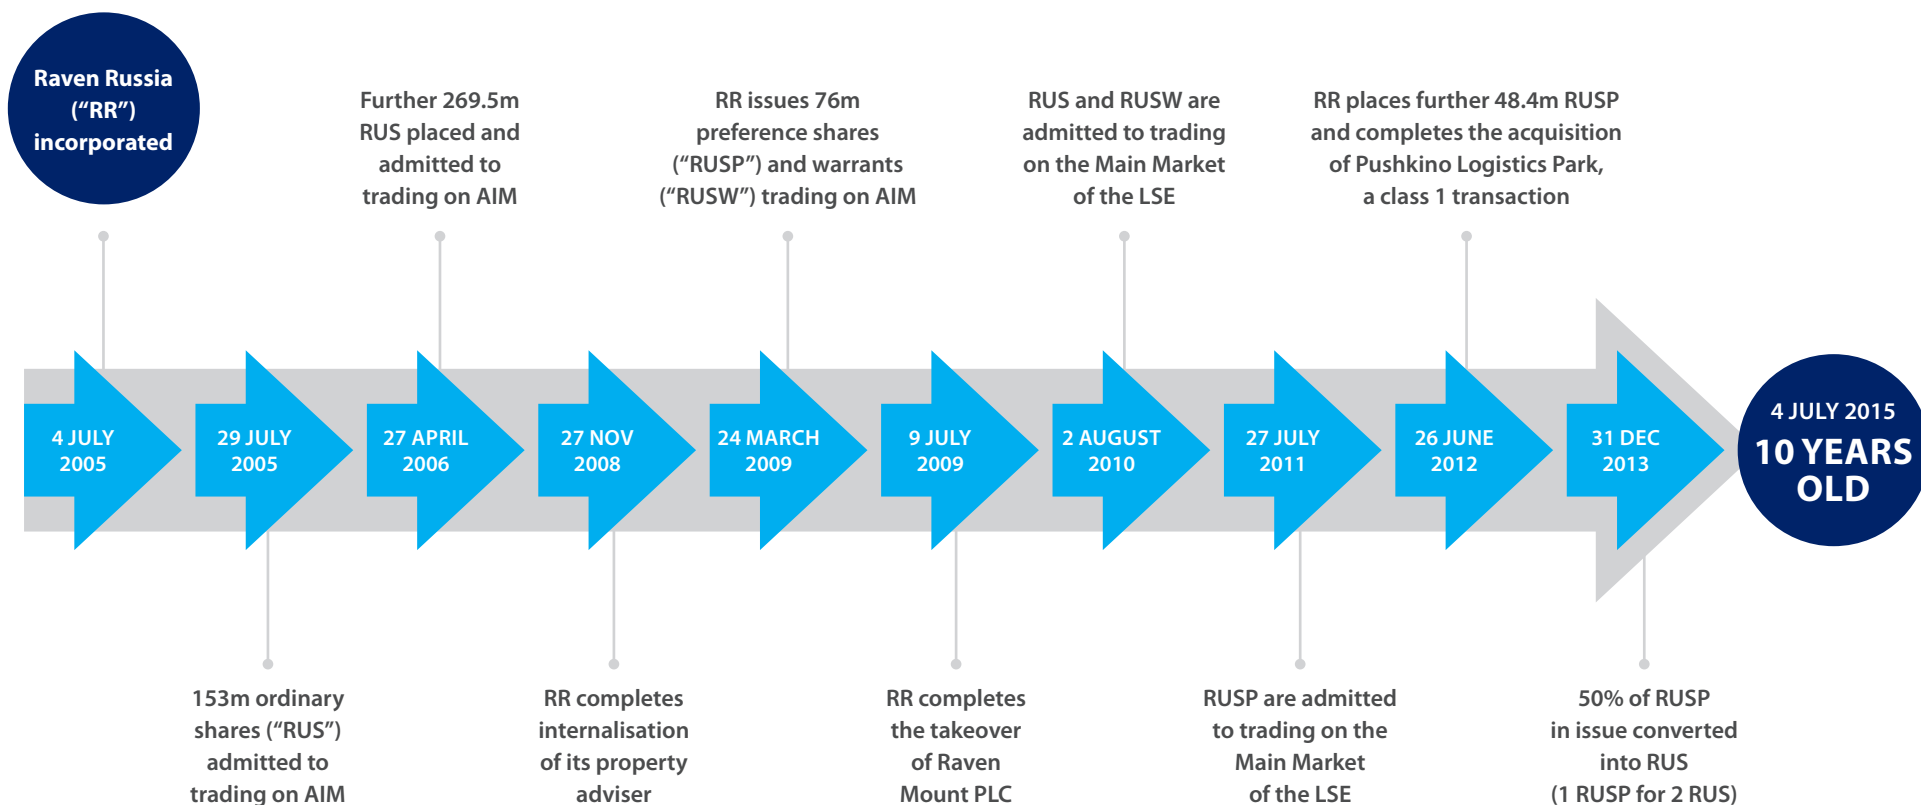 Raven Russia
(“RR”)
incorporated
Further 269.5m
RUS placed and
admitted to
trading on AIM
RR issues 76m
preference shares
(“RUSP”) and warrants
(“RUSW”) trading on AIM
RUS and RUSW are
admitted to trading
on the Main Market
of the LSE
RR places further 48.4m RUSP
and completes the acquisition
of Pushkino Logistics Park,
a class 1 transaction
4 JULY
2005
29 JULY
2005
27 APRIL
2006
27 NOV
2008
24 MARCH
2009
9 JULY
2009
2 AUGUST
2010
27 JULY
2011
26 JUNE
2012
31 DEC
2013
4 JULY 2015
10 YEARS
OLD
153m ordinary
shares (“RUS”)
admitted to
trading on AIM
RR completes
internalisation
of its property
adviser
RR completes
the takeover
of Raven
Mount PLC
RUSP are admitted
to trading on the
Main Market
of the LSE
50% of RUSP
in issue converted
into RUS
(1 RUSP for 2 RUS)